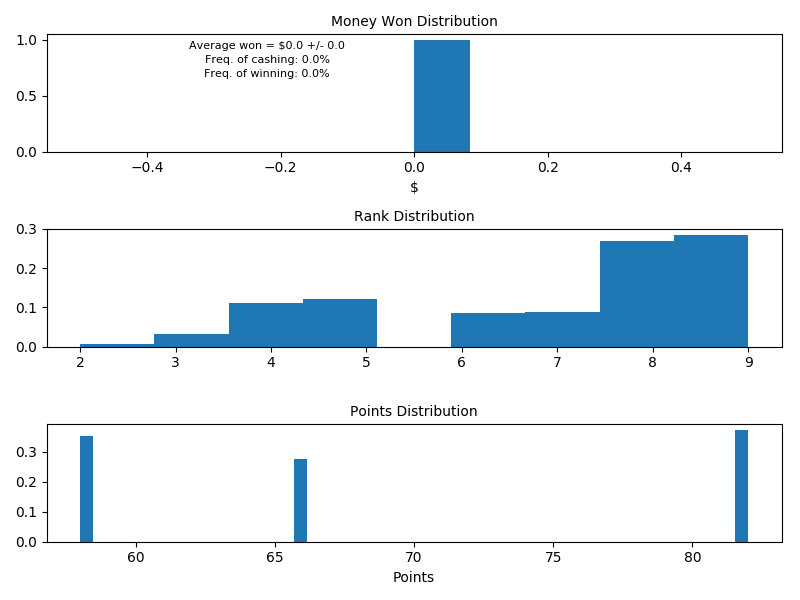 Money Won Distribution
1.0
0.5
0.0
Average won = $0.0 +/- 0.0
Freq. of cashing: 0.0%
Freq. of winning: 0.0%
−0.4 −0.2 0.0 0.2 0.4
$
Rank Distribution
0.3
0.2
0.1
0.0
2 3 4 5 6 7 8 9
Points Distribution
0.3
0.2
0.1
0.0
60 65 70 75 80
Points